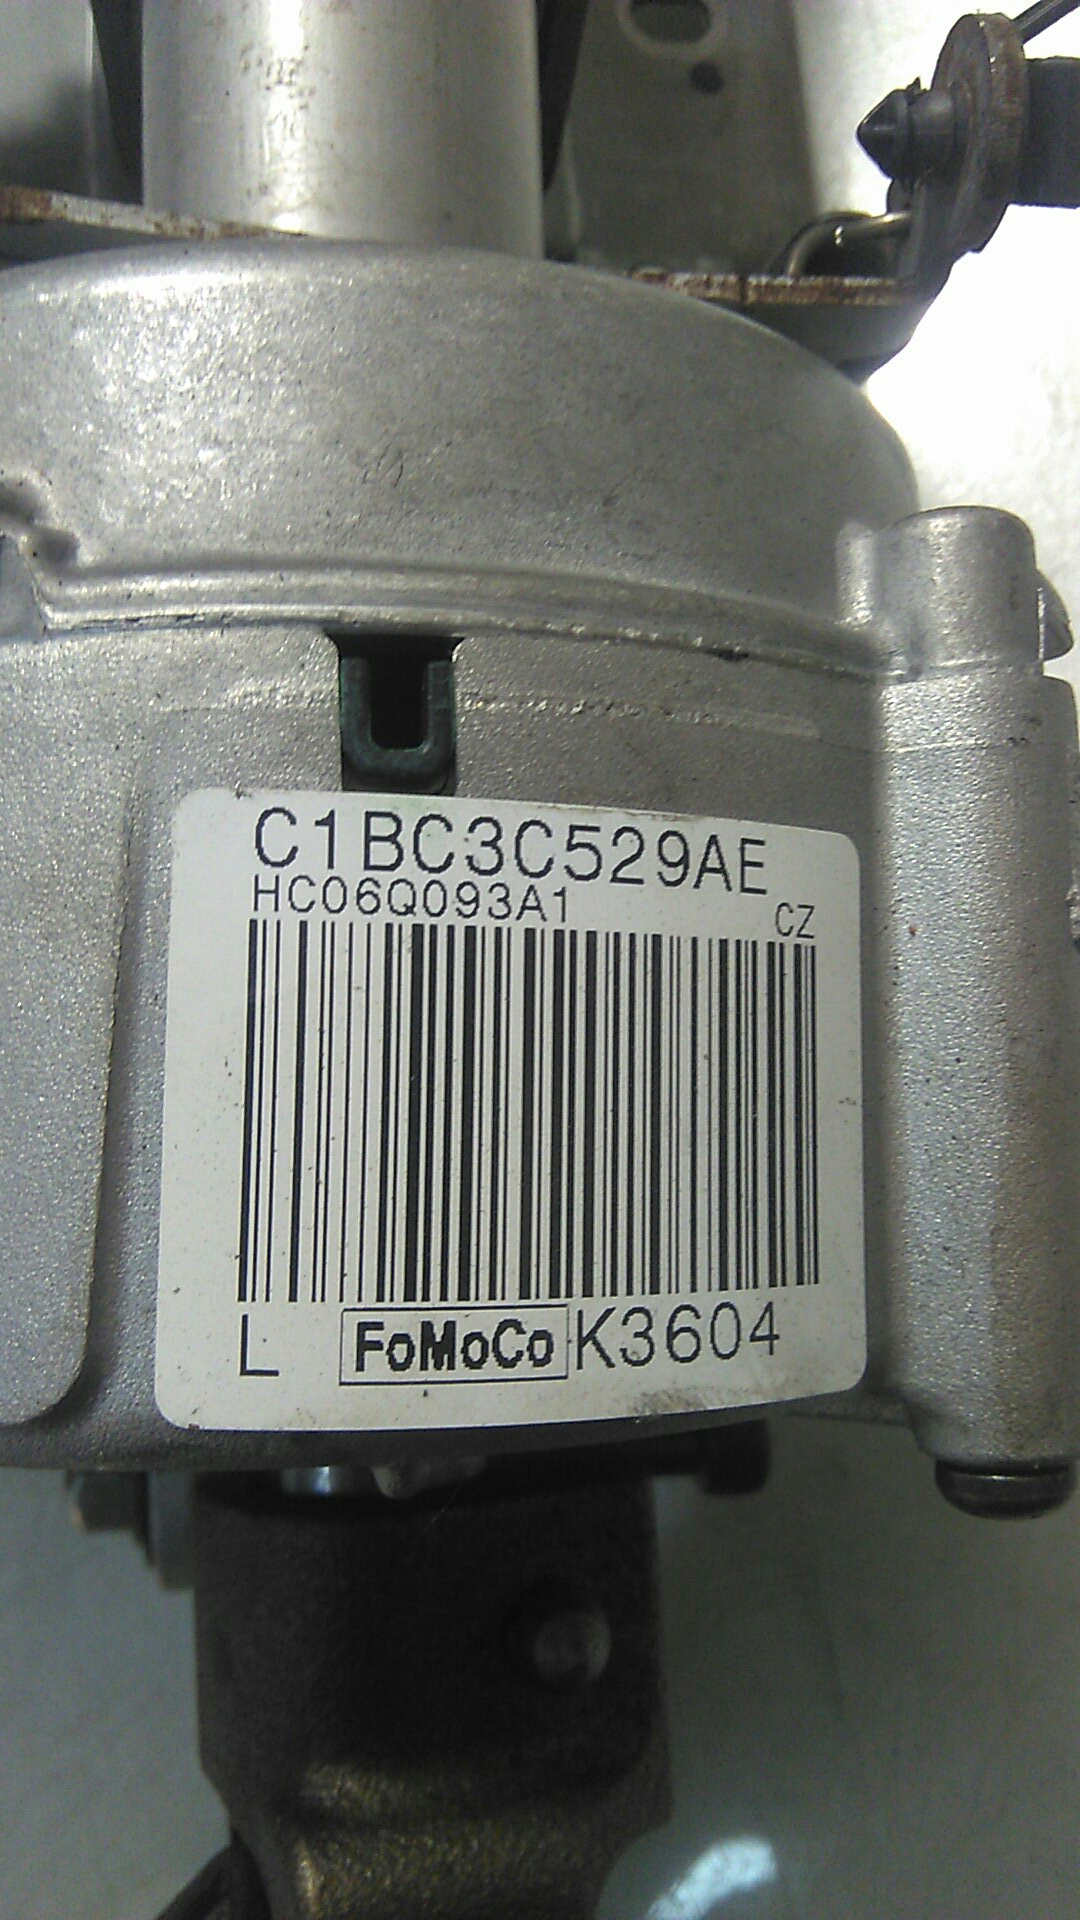 C1BC3C529AE
HC06Q093A1
CZ
L FoMoCo K3604